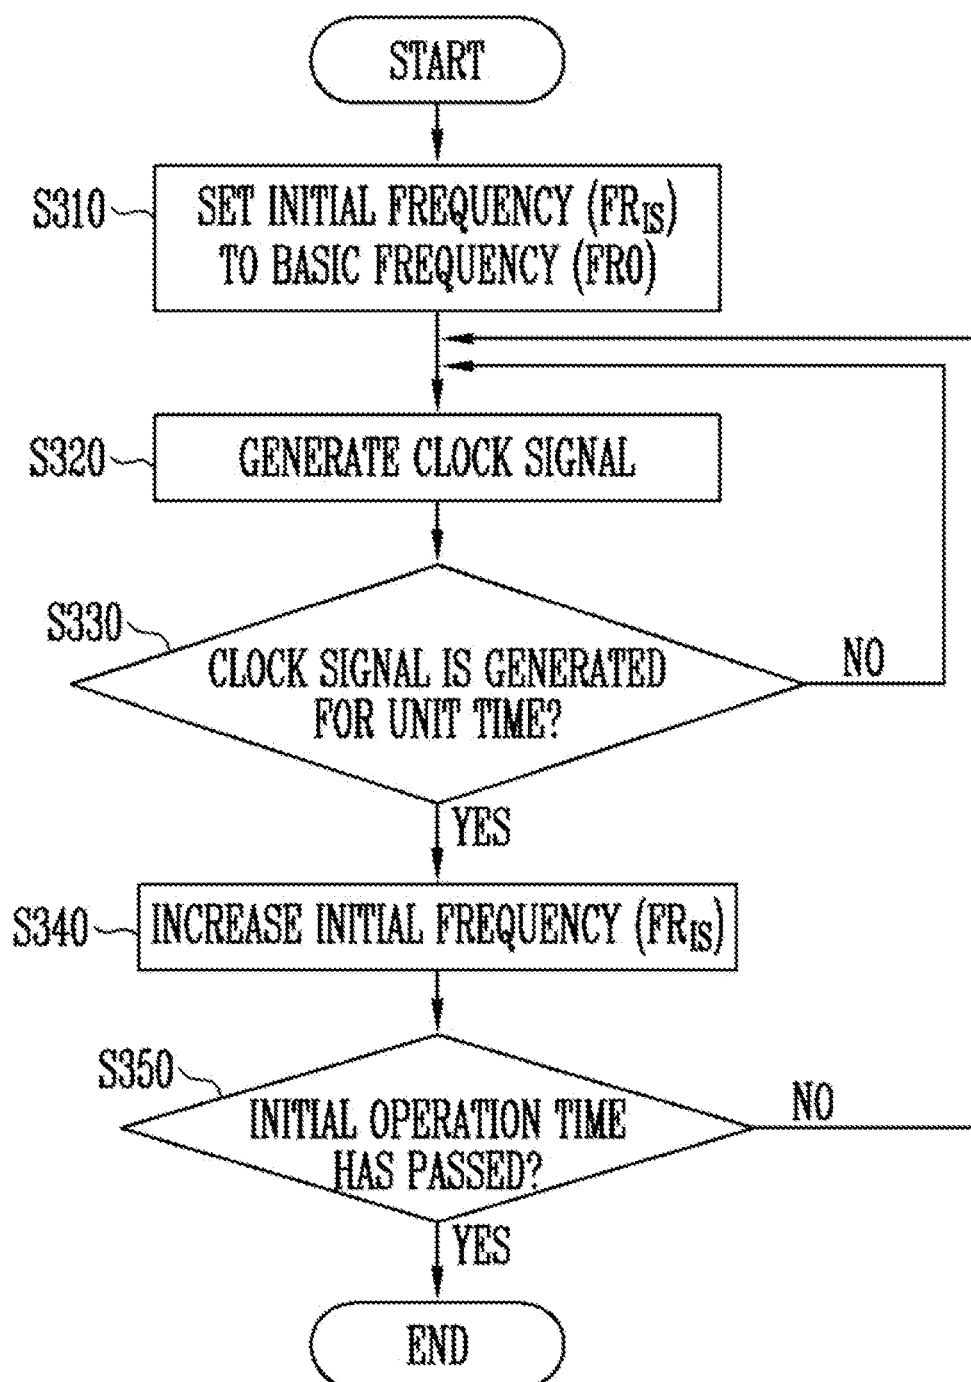 START
S310
SET INITIAL FREQUENCY (FRIS)
TO BASIC FREQUENCY (FR0)
S320
GENERATE CLOCK SIGNAL
S330
CLOCK SIGNAL IS GENERATED
FOR UNIT TIME?
NO
YES
S340
INCREASE INITIAL FREQUENCY (FRIS)
S350
INITIAL OPERATION TIME
HAS PASSED?
NO
YES
END